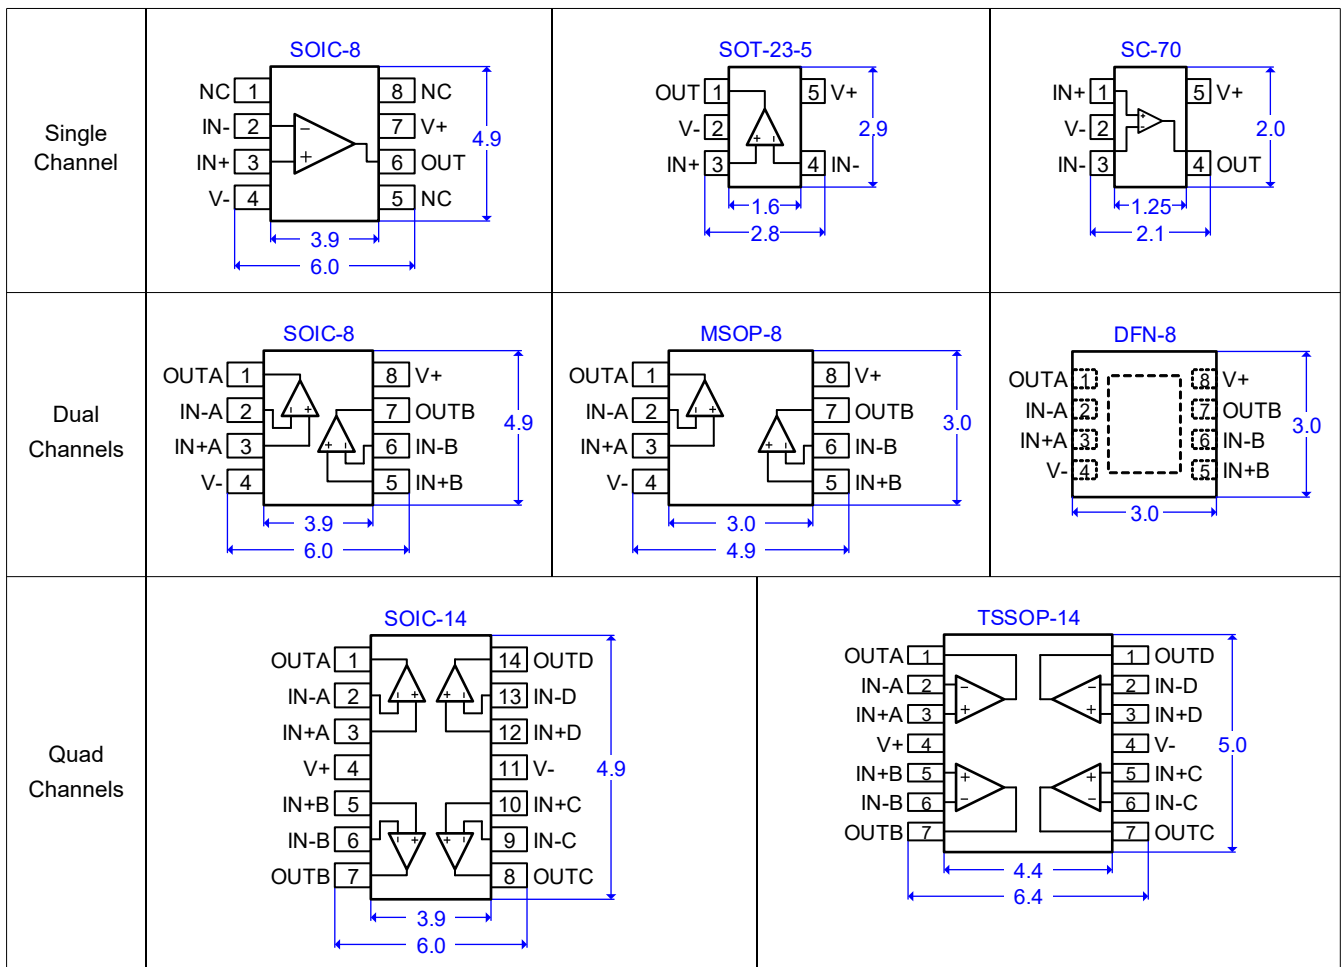 Single
Channel
SOIC-8
NC 1 8 NC
IN- 2 − 7 V+
IN+ 3 + 6 OUT
V- 4 5 NC
4.9
3.9
6.0
SOT-23-5
OUT 1 5 V+
V- 2 + -
IN+ 3 4 IN-
2.9
1.6
2.8
SC-70
IN+ 1 5 V+
V- 2 + -
IN- 3 4 OUT
2.0
1.25
2.1
Dual
Channels
SOIC-8
OUTA 1 8 V+
IN-A 2 - + 7 OUTB
IN+A 3 + - 6 IN-B
V- 4 5 IN+B
4.9
3.9
6.0
MSOP-8
OUTA 1 8 V+
IN-A 2 - + 7 OUTB
IN+A 3 + - 6 IN-B
V- 4 5 IN+B
3.0
3.0
4.9
DFN-8
OUTA 1 8 V+
IN-A 2 7 OUTB
IN+A 3 6 IN-B
V- 4 5 IN+B
3.0
3.0
Quad
Channels
SOIC-14
OUTA 1 14 OUTD
IN-A 2 - + + - 13 IN-D
IN+A 3 12 IN+D
V+ 4 11 V-
IN+B 5 10 IN+C
IN-B 6 - + + - 9 IN-C
OUTB 7 8 OUTC
4.9
3.9
6.0
TSSOP-14
OUTA 1 1 OUTD
IN-A 2 − − 2 IN-D
IN+A 3 + + 3 IN+D
V+ 4 4 V-
IN+B 5 + + 5 IN+C
IN-B 6 − − 6 IN-C
OUTB 7 7 OUTC
5.0
4.4
6.4